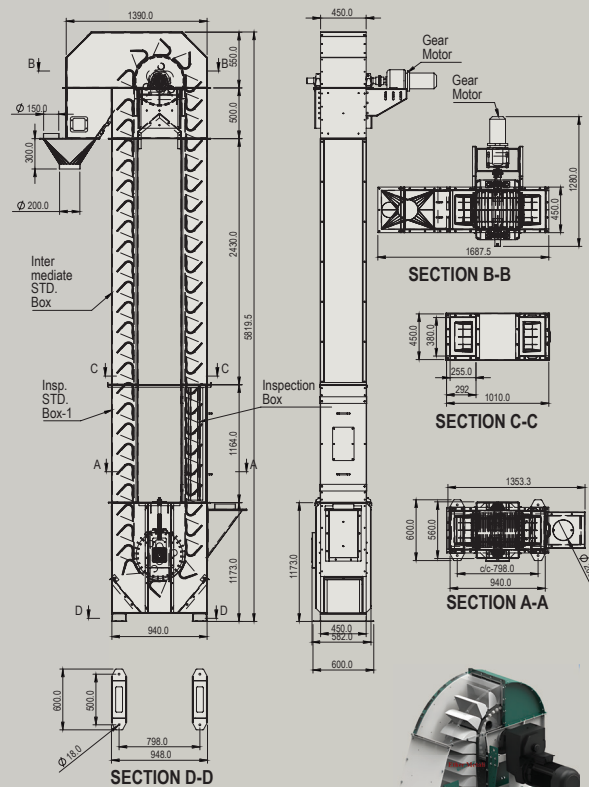 1390.0
450.0
B
B
550.0
Gear
Motor
Gear
Motor
Ø 150.0
500.0
300.0
Ø 200.0
1280.0
450.0
1687.5
SECTION B-B
2430.0
5819.5
Inter
mediate
STD.
Box
450.0
380.0
255.0
292
1010.0
SECTION C-C
C
C
Insp.
STD.
Box-1
Inspection
Box
1164.0
A
A
1353.3
600.0
560.0
c/c-798.0
940.0
SECTION A-A
1173.0
1173.0
D
D
940.0
450.0
582.0
600.0
600.0
500.0
Ø18.0
798.0
948.0
SECTION D-D